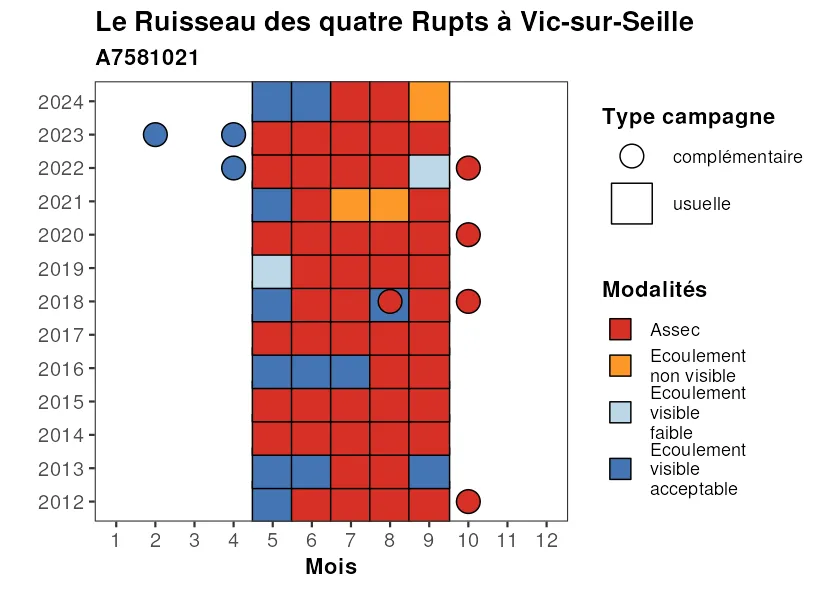 Le Ruisseau des quatre Rupts à Vic-sur-Seille
A7581021
2024
2023
2022
2021
2020
2019
2018
2017
2016
2015
2014
2013
2012
1 2 3 4 5 6 7 8 9 10 11 12
Mois
Type campagne
complémentaire
usuelle
Modalités
Assec
Ecoulement
non visible
Ecoulement
visible
faible
Ecoulement
visible
acceptable